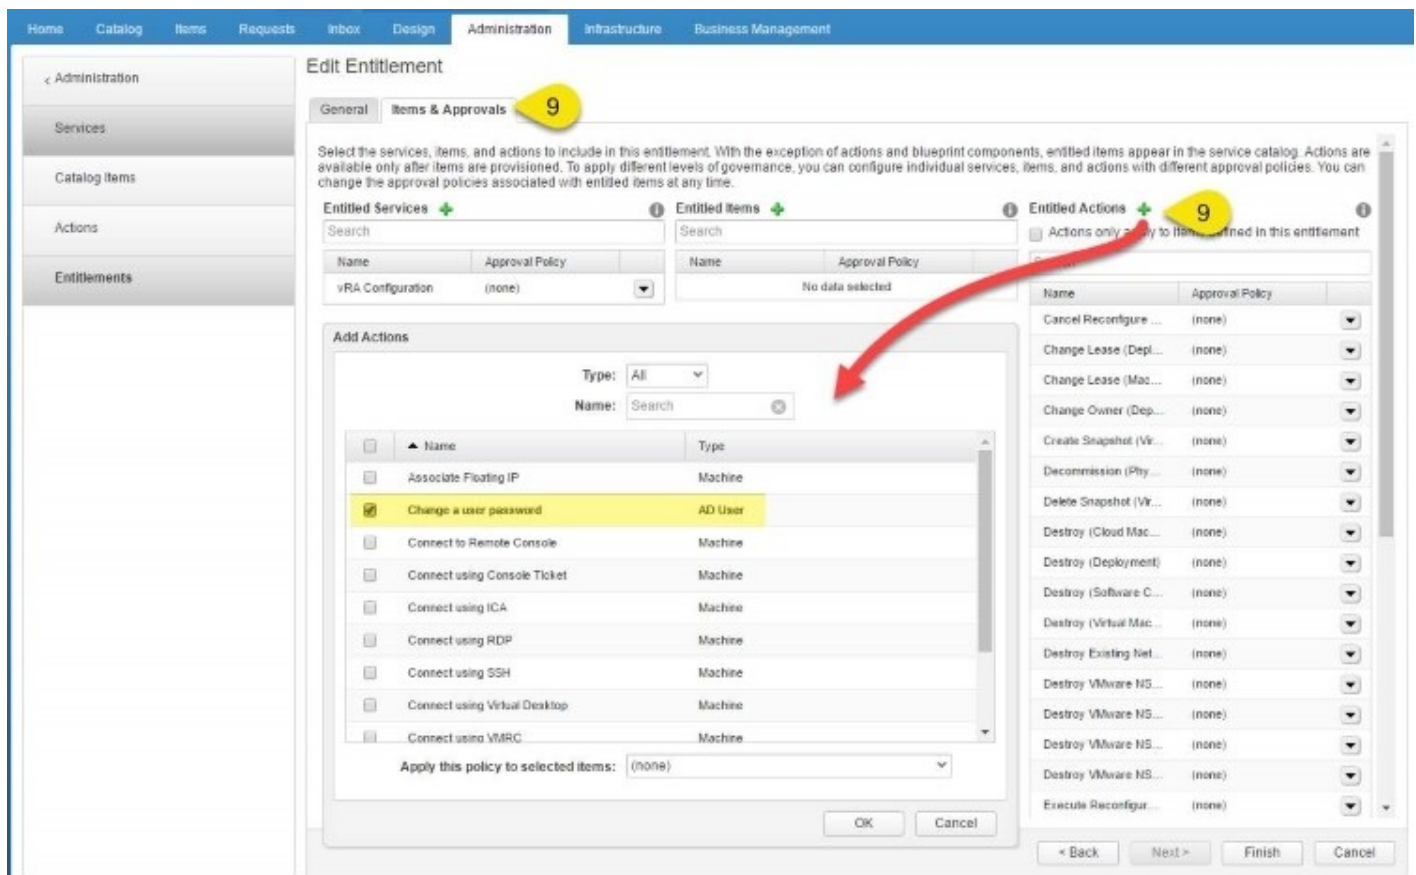 Home Catalog Items Requests Inbox Design Administration Infrastructure Business Management
< Administration
Services
Catalog Items
Actions
Entitlements
Edit Entitlement
General Items & Approvals 9
Select the services, items, and actions to include in this entitlement. With the exception of actions and blueprint components, entitled items appear in the service catalog. Actions are
available only after items are provisioned. To apply different levels of governance, you can configure individual services, items, and actions with different approval policies. You can
change the approval policies associated with entitled items at any time.
Entitled Services
Search
Name Approval Policy
vRA Configuration (none)
Entitled Items
Search
Name Approval Policy
No data selected
Entitled Actions 9
Actions only apply to items defined in this entitlement
Name Approval Policy
Cancel Reconfigure ... (none)
Change Lease (Depl... (none)
Change Lease (Mac... (none)
Change Owner (Dep... (none)
Create Snapshot (Vir... (none)
Decommission (Phy... (none)
Delete Snapshot (Vir... (none)
Destroy (Cloud Mac... (none)
Destroy (Deployment) (none)
Destroy (Software C... (none)
Destroy (Virtual Mac... (none)
Destroy Existing Net... (none)
Destroy VMware NS... (none)
Destroy VMware NS... (none)
Destroy VMware NS... (none)
Destroy VMware NS... (none)
Execute Reconfigur... (none)
Add Actions
Type: All
Name: Search
Name Type
Associate Floating IP Machine
Change a user password AD User
Connect to Remote Console Machine
Connect using Console Ticket Machine
Connect using ICA Machine
Connect using RDP Machine
Connect using SSH Machine
Connect using Virtual Desktop Machine
Connect using VMRC Machine
Apply this policy to selected items: (none)
OK Cancel
< Back Next > Finish Cancel